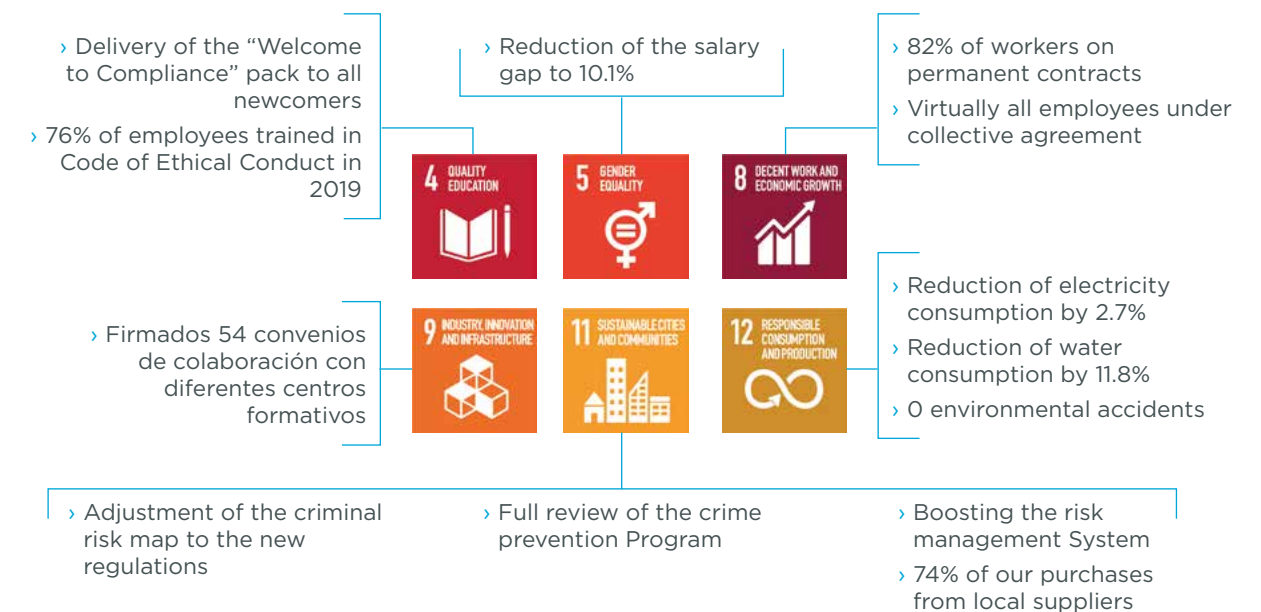 › Delivery of the “Welcome
to Compliance” pack to all
newcomers
› 76% of employees trained in
Code of Ethical Conduct in
2019
› Reduction of the salary
gap to 10.1%
› 82% of workers on
permanent contracts
› Virtually all employees under
collective agreement
4 QUALITY
EDUCATION
5 GENDER
EQUALITY
8 DECENT WORK AND
ECONOMIC GROWTH
› Firmados 54 convenios
de colaboración con
diferentes centros
formativos
9 INDUSTRY, INNOVATION
AND INFRASTRUCTURE
11 SUSTAINABLE CITIES
AND COMMUNITIES
12 RESPONSIBLE
CONSUMPTION
AND PRODUCTION
› Reduction of electricity
consumption by 2.7%
› Reduction of water
consumption by 11.8%
› 0 environmental accidents
› Adjustment of the criminal
risk map to the new
regulations
› Full review of the crime
prevention Program
› Boosting the risk
management System
› 74% of our purchases
from local suppliers